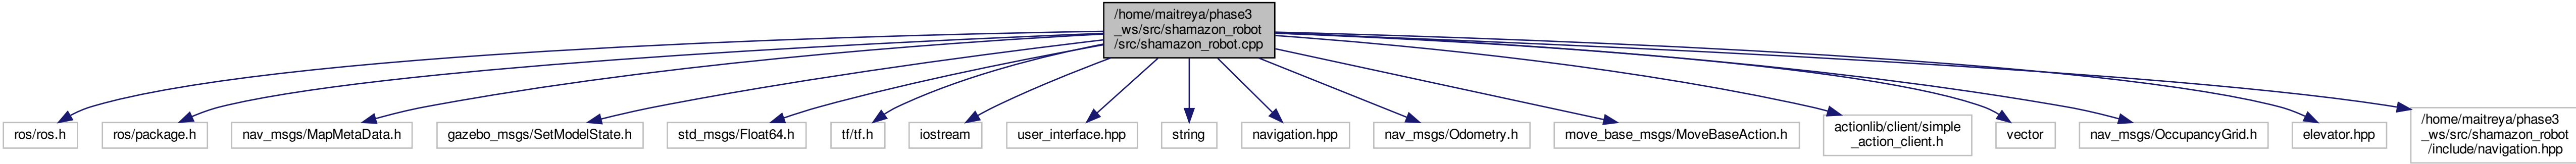 /home/maitreya/phase3
_ws/src/shamazon_robot
/src/shamazon_robot.cpp
ros/ros.h
ros/package.h
nav_msgs/MapMetaData.h
gazebo_msgs/SetModelState.h
std_msgs/Float64.h
tf/tf.h
iostream
user_interface.hpp
string
navigation.hpp
nav_msgs/Odometry.h
move_base_msgs/MoveBaseAction.h
actionlib/client/simple
_action_client.h
vector
nav_msgs/OccupancyGrid.h
elevator.hpp
/home/maitreya/phase3
_ws/src/shamazon_robot
/include/navigation.hpp